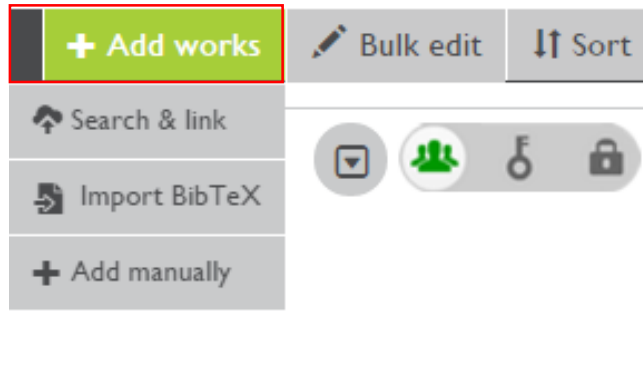 + Add works Bulk edit Sort
Search & link
Import BibTeX
+ Add manually